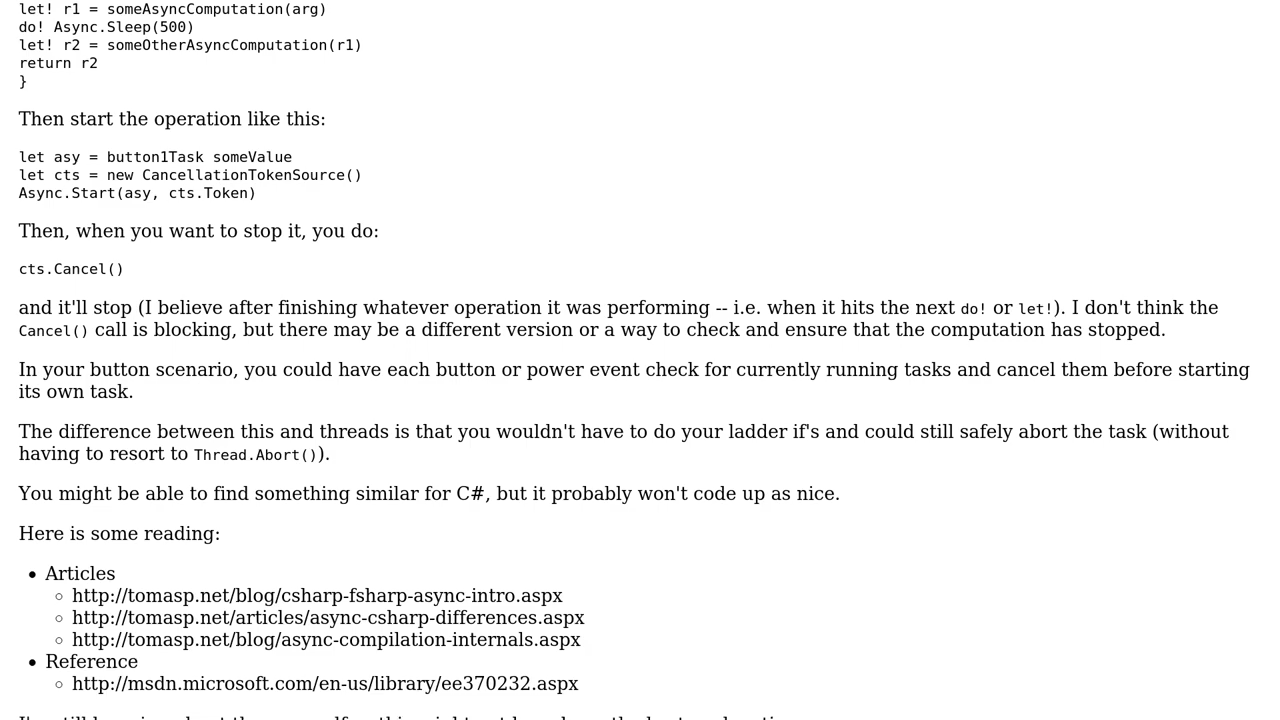 let! r1 = someAsyncComputation(arg)
do! Async.Sleep(500)
let! r2 = someOtherAsyncComputation(r1)
return r2
}
Then start the operation like this:
let asy = button1Task someValue
let cts = new CancellationTokenSource()
Async.Start(asy, cts.Token)
Then, when you want to stop it, you do:
cts.Cancel()
and it'll stop (I believe after finishing whatever operation it was performing -- i.e. when it hits the next do! or let!). I don't think the
Cancel() call is blocking, but there may be a different version or a way to check and ensure that the computation has stopped.
In your button scenario, you could have each button or power event check for currently running tasks and cancel them before starting
its own task.
The difference between this and threads is that you wouldn't have to do your ladder if's and could still safely abort the task (without
having to resort to Thread.Abort()).
You might be able to find something similar for C#, but it probably won't code up as nice.
Here is some reading:
• Articles
○ http://tomasp.net/blog/csharp-fsharp-async-intro.aspx
○ http://tomasp.net/articles/async-csharp-differences.aspx
○ http://tomasp.net/blog/async-compilation-internals.aspx
• Reference
○ http://msdn.microsoft.com/en-us/library/ee370232.aspx